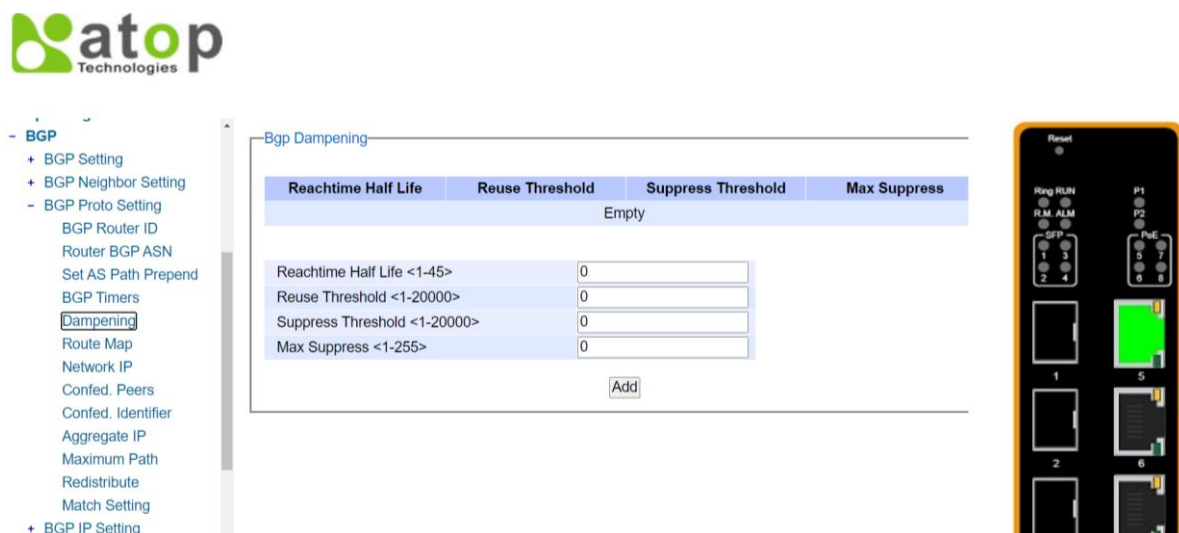 atop
Technologies
− BGP
+ BGP Setting
+ BGP Neighbor Setting
− BGP Proto Setting
BGP Router ID
Router BGP ASN
Set AS Path Prepend
BGP Timers
Dampening
Route Map
Network IP
Confed. Peers
Confed. Identifier
Aggregate IP
Maximum Path
Redistribute
Match Setting
+ BGP IP Setting
Bgp Dampening
Reachtime Half Life Reuse Threshold Suppress Threshold Max Suppress
Empty
Reachtime Half Life <1-45> 0
Reuse Threshold <1-20000> 0
Suppress Threshold <1-20000> 0
Max Suppress <1-255> 0
Add
Reset
Ring RUN P1
R.M. ALM P2
SFP PoE
1 3 5 7
2 4 6 8
1 5
2 6